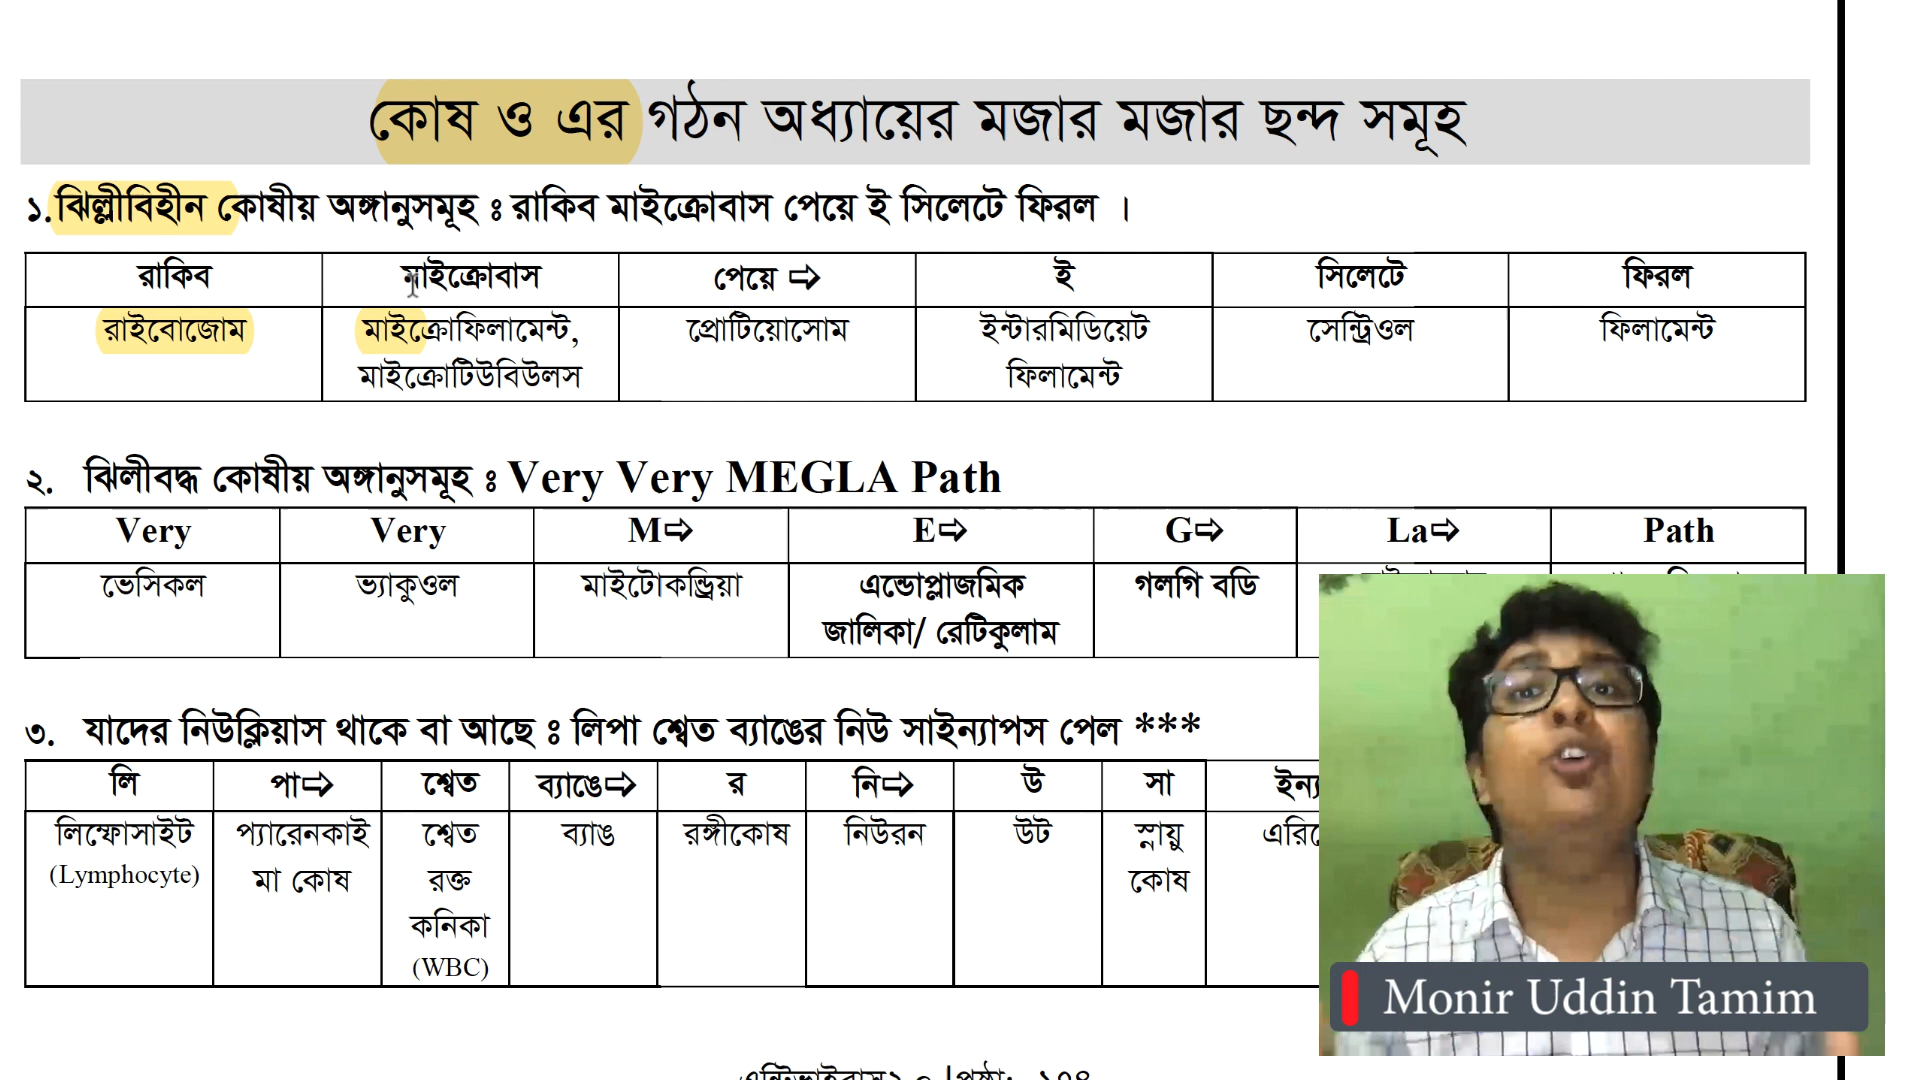 কোষ ও এর গঠন অধ্যায়ের মজার মজার ছন্দ সমূহ
১. ঝিল্লীবিহীন কোষীয় অঙ্গানুসমূহ ঃ রাকিব মাইক্রোবাস পেয়ে ই সিলেটে ফিরল ।
রাকিব মাইক্রোবাস পেয়ে ⇨ ই সিলেটে ফিরল
রাইবোজোম মাইক্রোফিলামেন্ট, প্রোটিয়োসোম ইন্টারমিডিয়েট সেন্ট্রিওল ফিলামেন্ট
মাইক্রোটিউবিউলস ফিলামেন্ট
২. ঝিলীবদ্ধ কোষীয় অঙ্গানুসমূহ ঃ Very Very MEGLA Path
Very Very M⇨ E⇨ G⇨ La⇨ Path
ভেসিকল ভ্যাকুওল মাইটোকন্ড্রিয়া এন্ডোপ্লাজমিক গলগি বডি
জালিকা/ রেটিকুলাম
৩. যাদের নিউক্লিয়াস থাকে বা আছে ঃ লিপা শ্বেত ব্যাঙের নিউ সাইন্যাপস পেল ***
লি পা⇨ শ্বেত ব্যাঙে⇨ র নি⇨ উ সা
লিম্ফোসাইট প্যারেনকাই শ্বেত ব্যাঙ রঙ্গীকোষ নিউরন উট স্নায়ু
(Lymphocyte) মা কোষ রক্ত কোষ
কনিকা
(WBC)
Monir Uddin Tamim